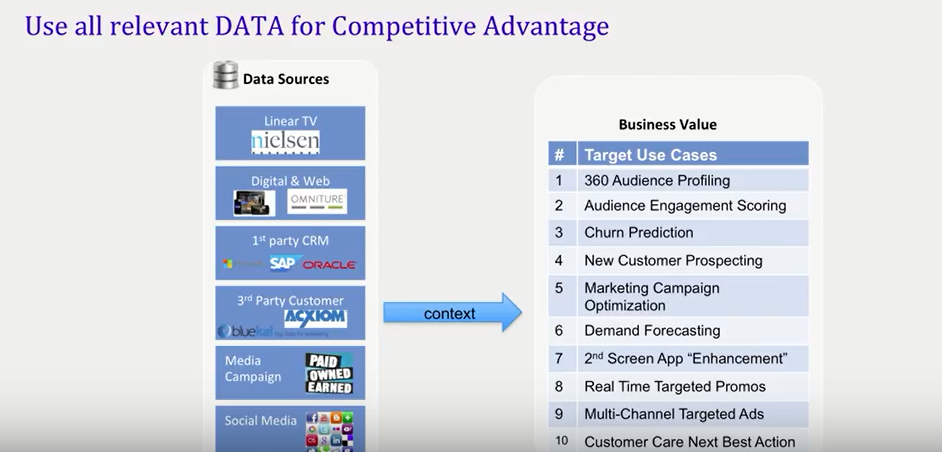 Use all relevant DATA for Competitive Advantage
Data Sources
Linear TV
nielsen
Digital & Web
OMNITURE
1st party CRM
SAP ORACLE
3rd Party Customer
ACXIOM
bluekai
Media
Campaign
PAID
OWNED
EARNED
Social Media
context
Business Value
# Target Use Cases
1 360 Audience Profiling
2 Audience Engagement Scoring
3 Churn Prediction
4 New Customer Prospecting
5 Marketing Campaign
Optimization
6 Demand Forecasting
7 2nd Screen App “Enhancement”
8 Real Time Targeted Promos
9 Multi-Channel Targeted Ads
10 Customer Care Next Best Action